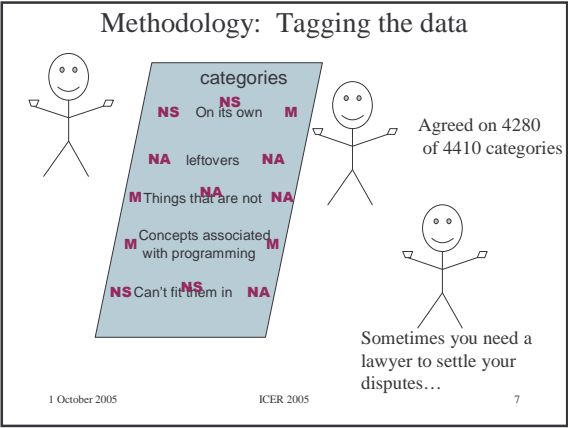 Methodology: Tagging the data
categories
NS
NS On its own M
NA leftovers NA
NA
M Things that are not NA
Concepts associated
M with programming M
NS
NS Can't fit them in NA
Agreed on 4280
of 4410 categories
Sometimes you need a
lawyer to settle your
disputes…
1 October 2005 ICER 2005 7